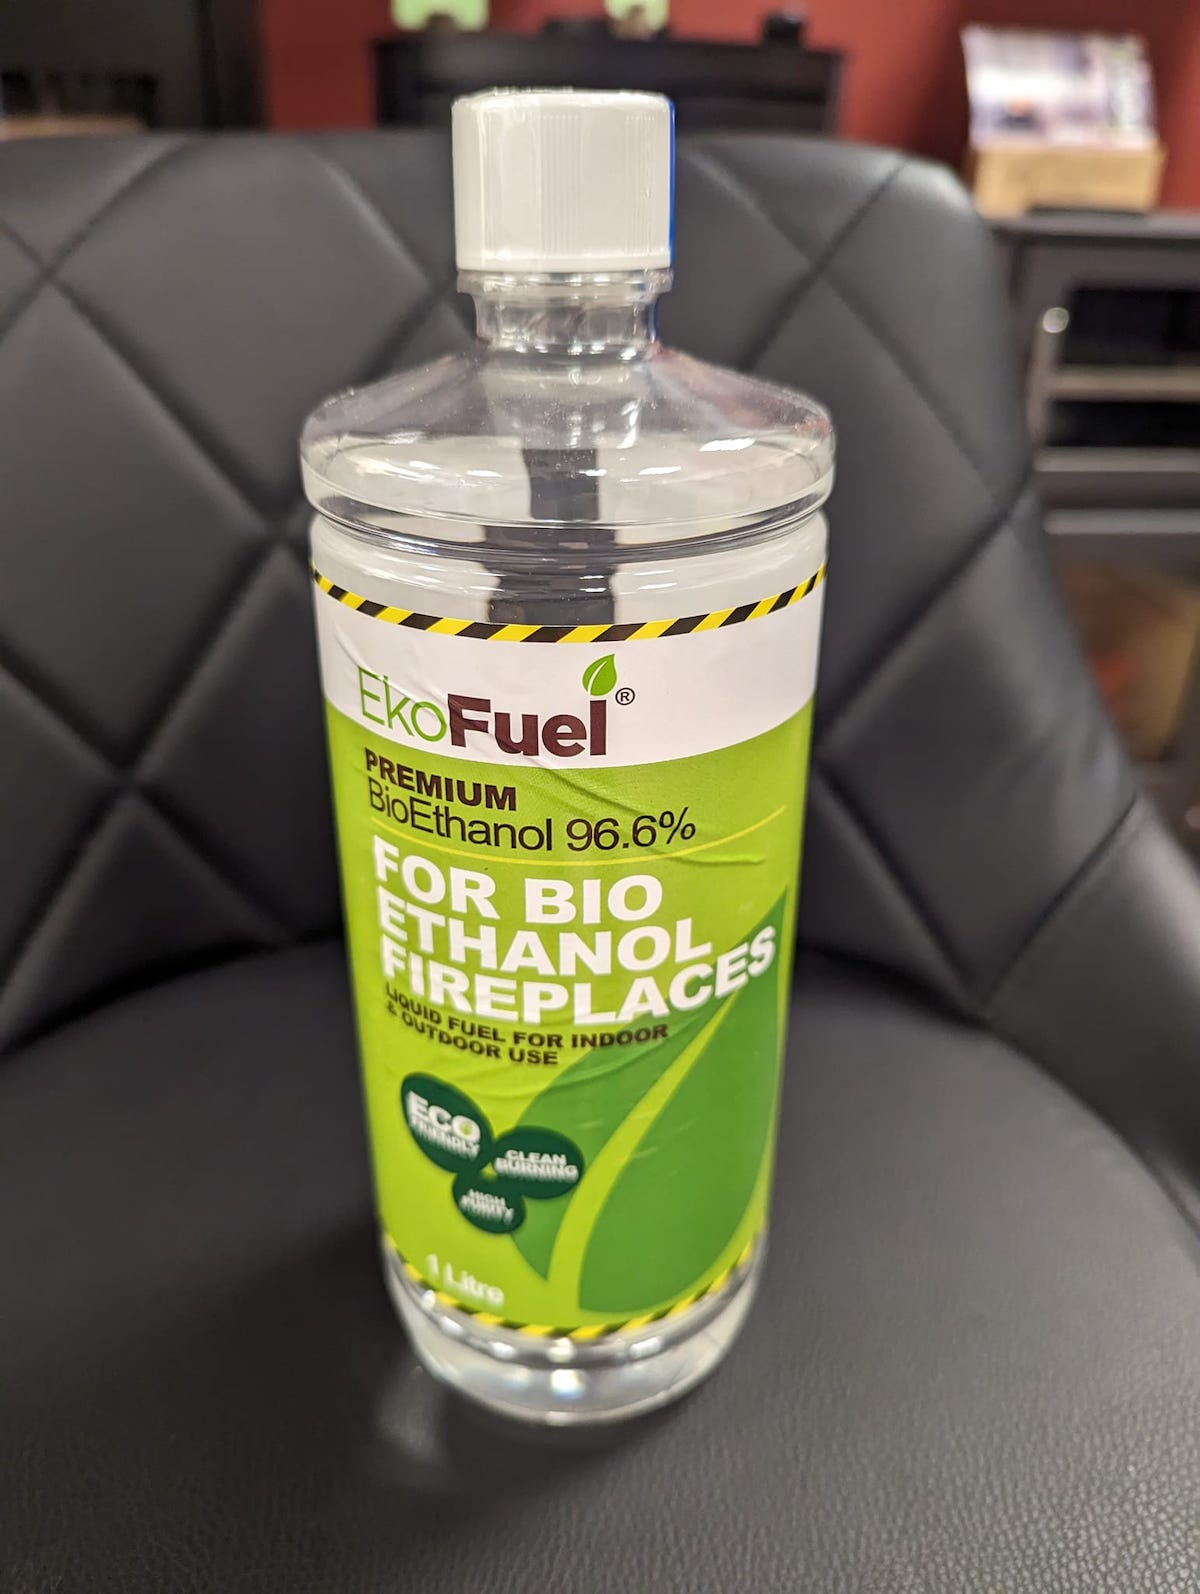 EkoFuel®
PREMIUM
BioEthanol 96.6%
FOR BIO
ETHANOL
FIREPLACES
LIQUID FUEL FOR INDOOR
& OUTDOOR USE
ECO
FRIENDLY
CLEAN
BURNING
HIGH
PURITY
1 Litre